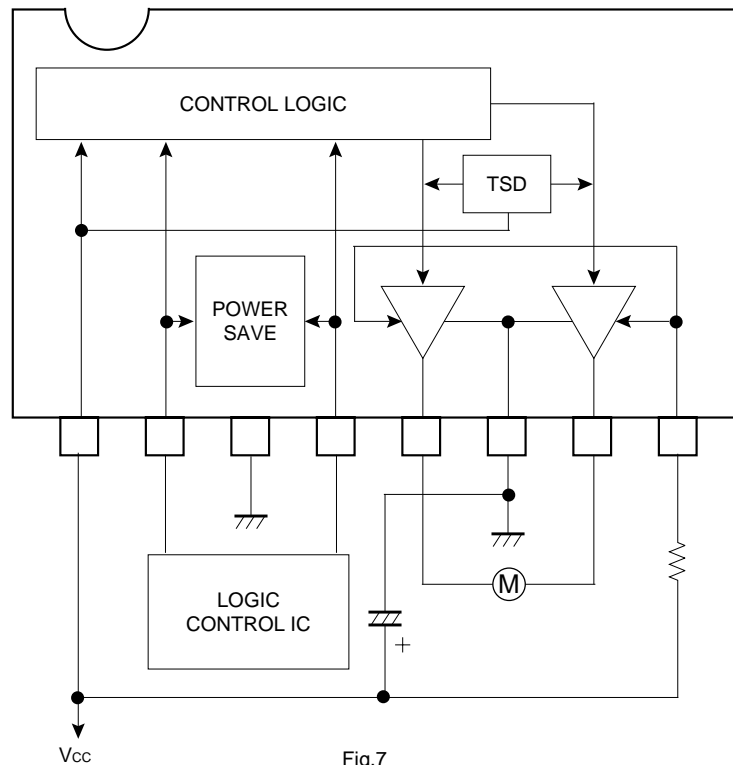 CONTROL LOGIC
TSD
POWER
SAVE
M
LOGIC
CONTROL IC
+
Vcc
Fig.7